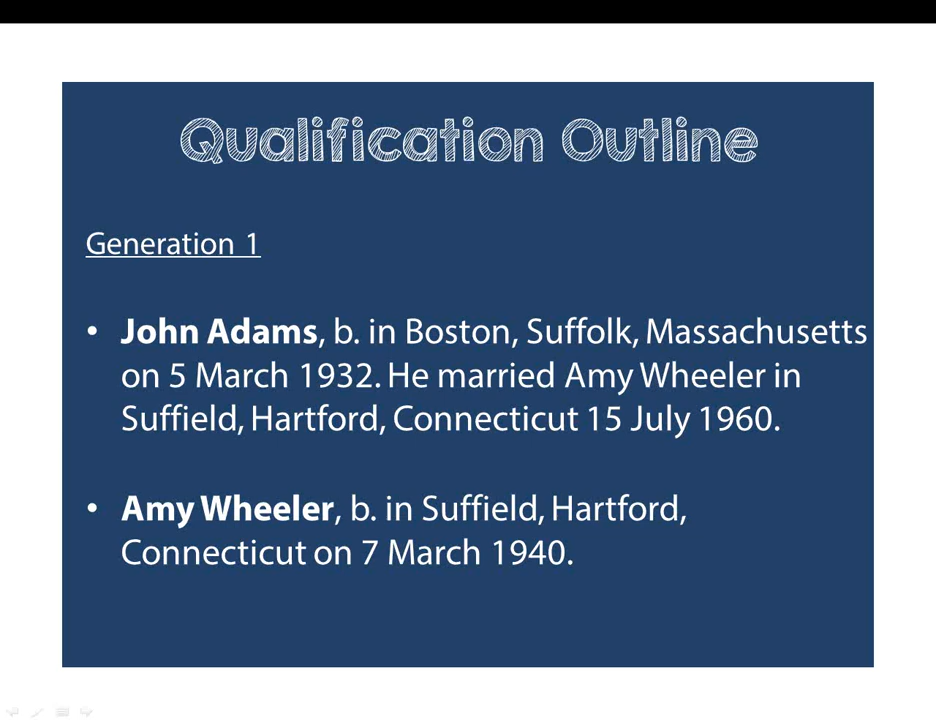 Qualification Outline
Generation 1
• John Adams, b. in Boston, Suffolk, Massachusetts
on 5 March 1932. He married Amy Wheeler in
Suffield, Hartford, Connecticut 15 July 1960.
• Amy Wheeler, b. in Suffield, Hartford,
Connecticut on 7 March 1940.